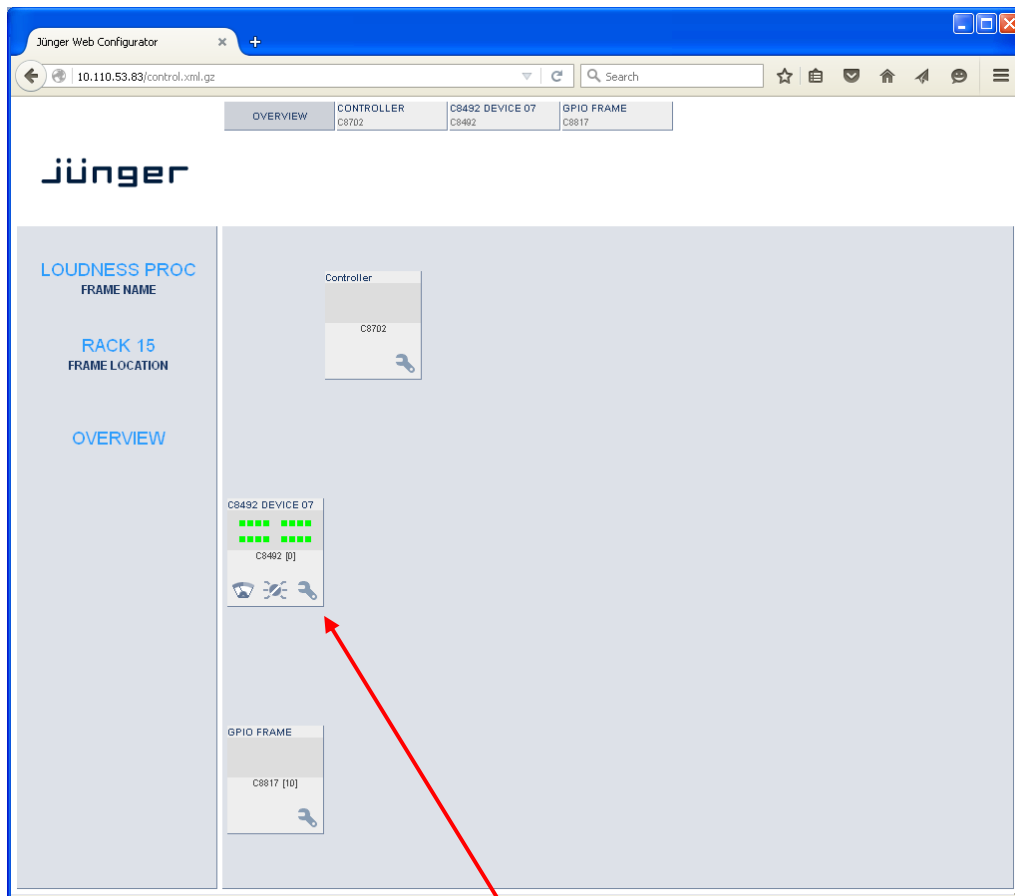 Jünger Web Configurator
10.110.53.83/control.xml.gz
Search
OVERVIEW
CONTROLLER
C8702
C8492 DEVICE 07
C8492
GPIO FRAME
C8817
jünger
LOUDNESS PROC
FRAME NAME
RACK 15
FRAME LOCATION
OVERVIEW
Controller
C8702
C8492 DEVICE 07
C8492 [0]
GPIO FRAME
C8817 [10]